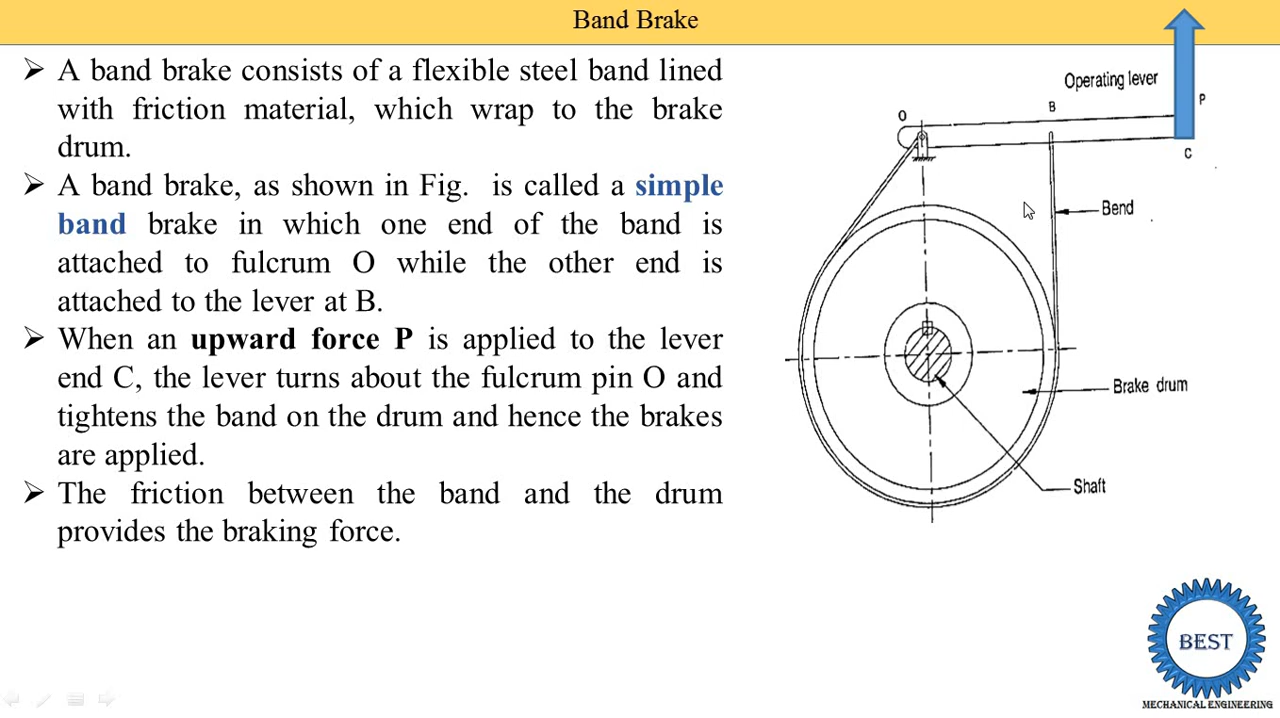 Band Brake
➢ A band brake consists of a flexible steel band lined
with friction material, which wrap to the brake
drum.
➢ A band brake, as shown in Fig. is called a simple
band brake in which one end of the band is
attached to fulcrum O while the other end is
attached to the lever at B.
➢ When an upward force P is applied to the lever
end C, the lever turns about the fulcrum pin O and
tightens the band on the drum and hence the brakes
are applied.
➢ The friction between the band and the drum
provides the braking force.
Operating lever
P
B
O
C
Bend
Brake drum
Shaft
BEST
MECHANICAL ENGINEERING